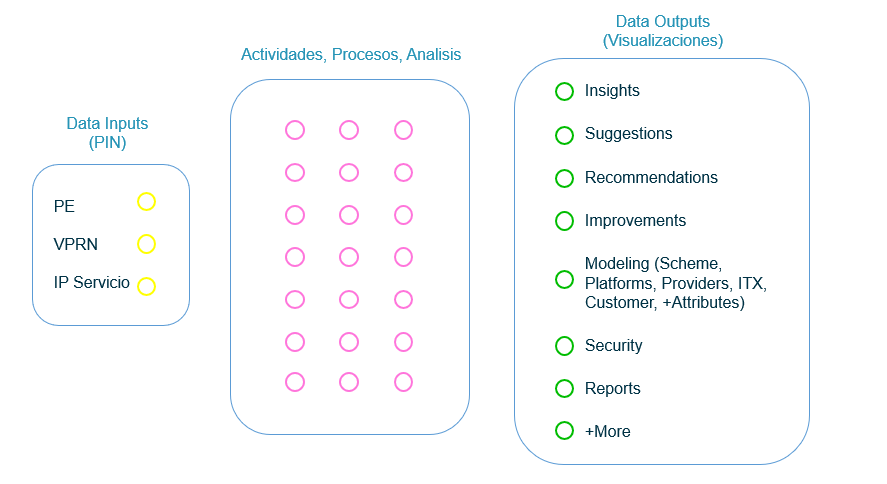 Data Inputs
(PIN)
PE
VPRN
IP Servicio
Actividades, Procesos, Analisis
Data Outputs
(Visualizaciones)
Insights
Suggestions
Recommendations
Improvements
Modeling (Scheme,
Platforms, Providers, ITX,
Customer, +Attributes)
Security
Reports
+More